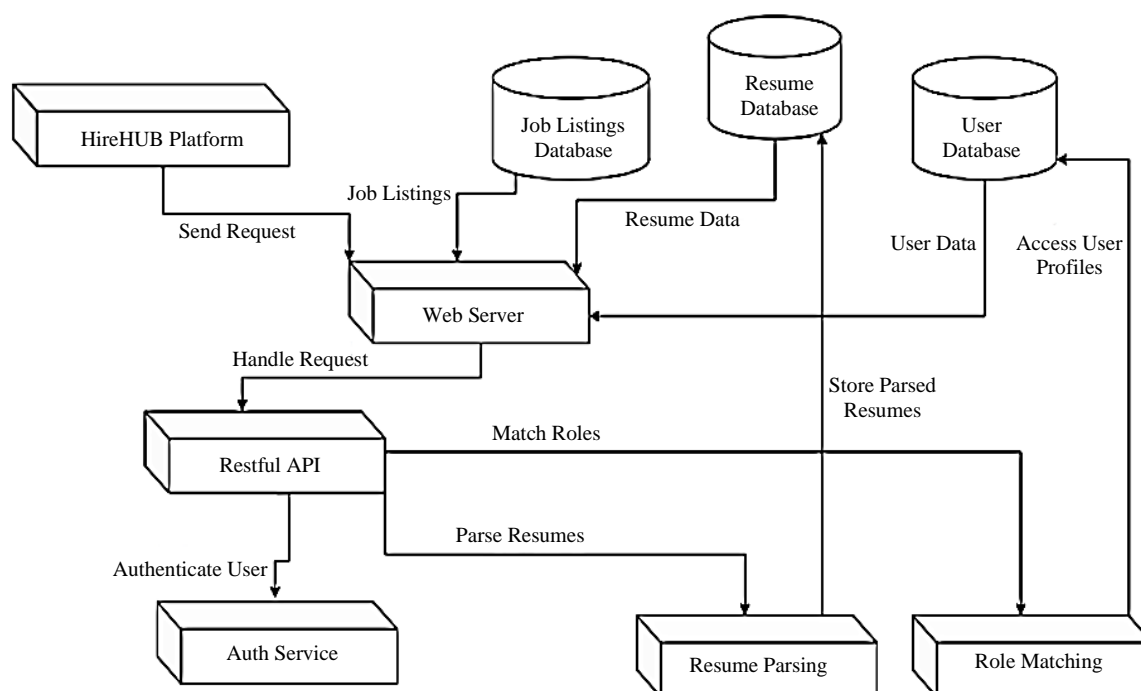 Resume
Database
HireHUB Platform
Job Listings
Database
User
Database
Job Listings
Send Request
Resume Data
User Data
Access User
Profiles
Web Server
Handle Request
Store Parsed
Resumes
Match Roles
Restful API
Parse Resumes
Authenticate User
Auth Service
Resume Parsing
Role Matching